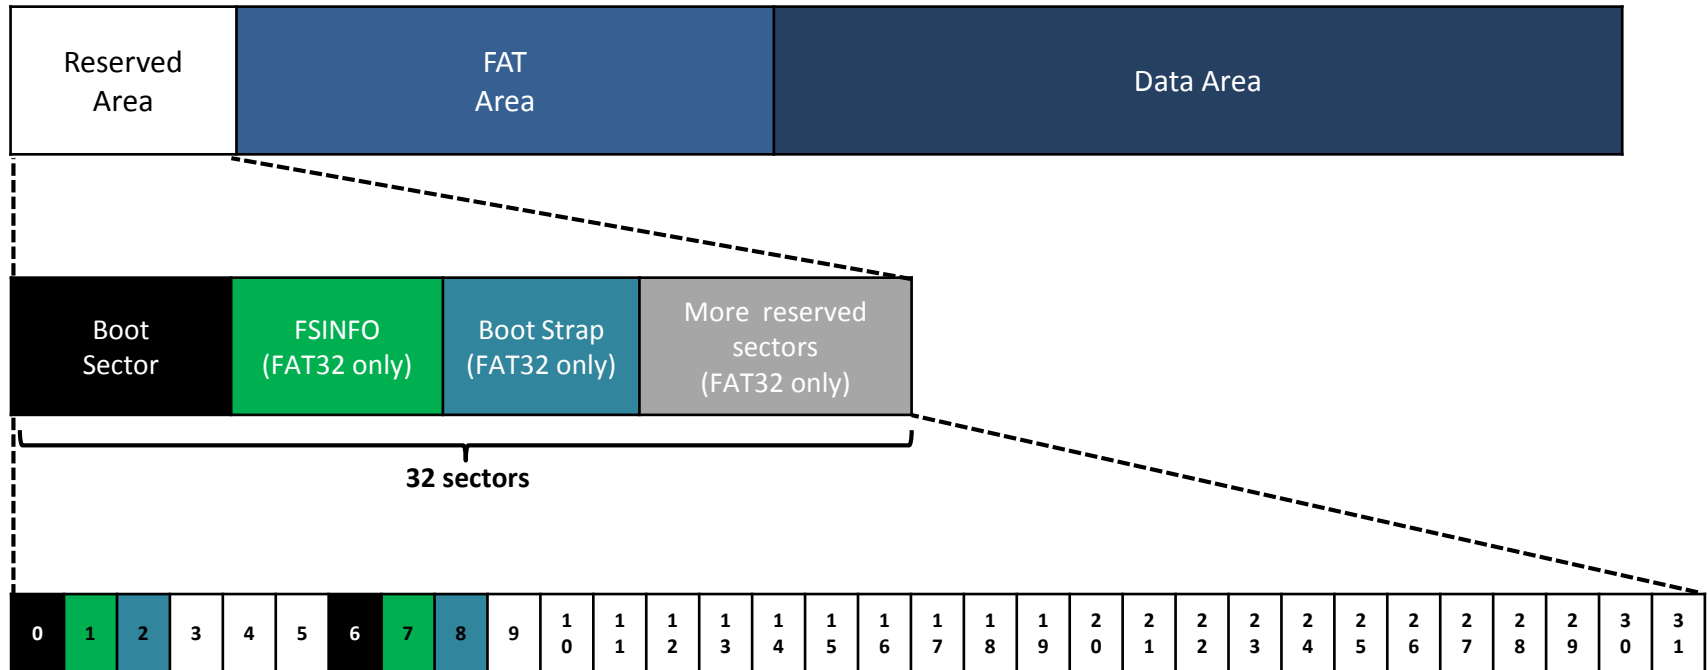 Reserved
Area
FAT
Area
Data Area
Boot
Sector
FSINFO
(FAT32 only)
Boot Strap
(FAT32 only)
More reserved
sectors
(FAT32 only)
32 sectors
0 1 2 3 4 5 6 7 8 9 10 11 12 13 14 15 16 17 18 19 20 21 22 23 24 25 26 27 28 29 30 31